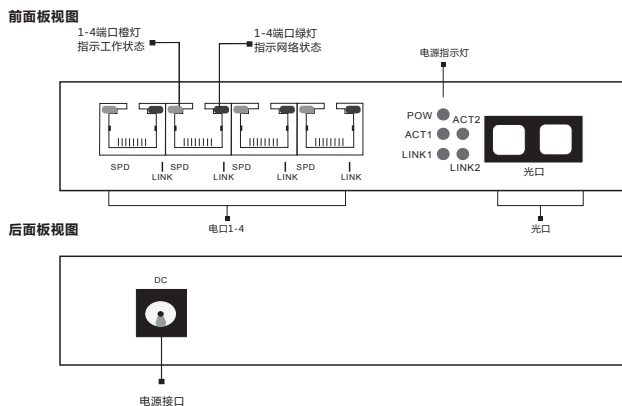 前面板视图
1-4端口橙灯
指示工作状态
1-4端口绿灯
指示网络状态
电源指示灯
POW
ACT2
ACT1
LINK1
LINK2
SPD
LINK
SPD
LINK
SPD
LINK
SPD
LINK
光口
电口1-4
光口
后面板视图
DC
电源接口